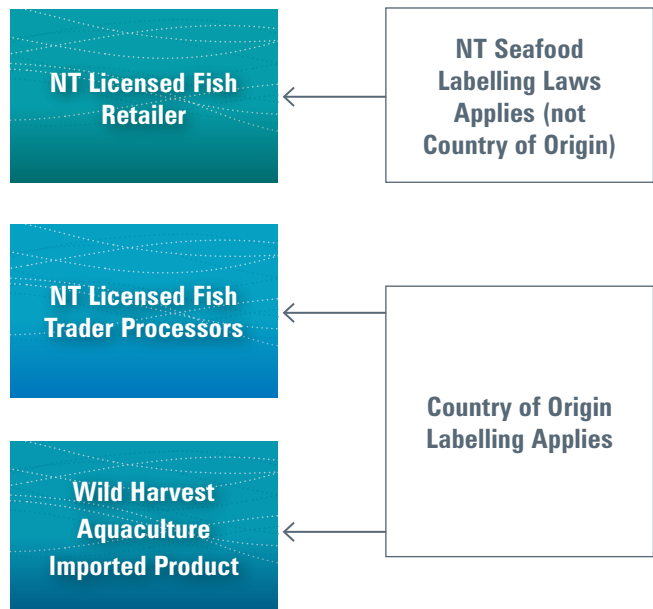 NT Licensed Fish
Retailer
NT Seafood
Labelling Laws
Applies (not
Country of Origin)
NT Licensed Fish
Trader Processors
Country of Origin
Labelling Applies
Wild Harvest
Aquaculture
Imported Product